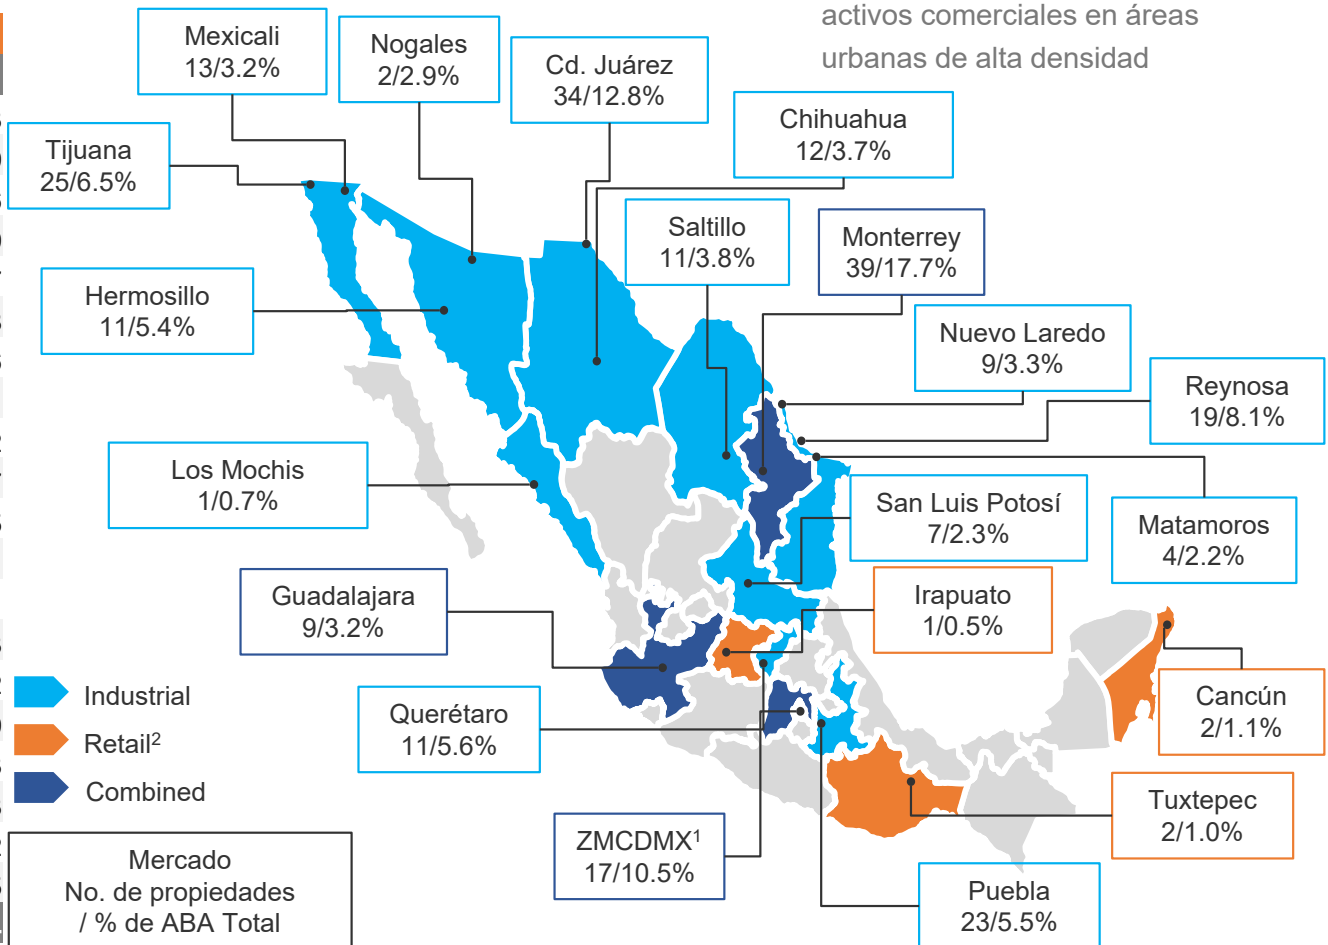 activos comerciales en áreas
urbanas de alta densidad
Mexicali
13/3.2%
Nogales
2/2.9%
Cd. Juárez
34/12.8%
Chihuahua
12/3.7%
Tijuana
25/6.5%
Saltillo
11/3.8%
Monterrey
39/17.7%
Hermosillo
11/5.4%
Nuevo Laredo
9/3.3%
Reynosa
19/8.1%
Los Mochis
1/0.7%
San Luis Potosí
7/2.3%
Matamoros
4/2.2%
Guadalajara
9/3.2%
Irapuato
1/0.5%
Industrial
Retail²
Combined
Querétaro
11/5.6%
Cancún
2/1.1%
Tuxtepec
2/1.0%
ZMCDMX¹
17/10.5%
Puebla
23/5.5%
Mercado
No. de propiedades
/ % de ABA Total